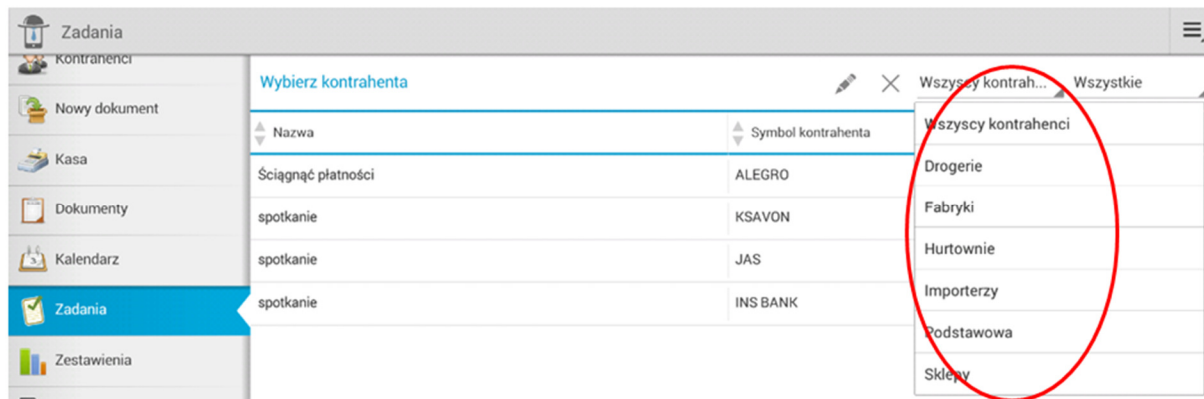 Zadania
Kontrahenci
Nowy dokument
Kasa
Dokumenty
Kalendarz
Zadania
Zestawienia
Wybierz kontrahenta
Wszyscy kontrah... Wszystkie
Nazwa Symbol kontrahenta
Ściągnąć płatności ALEGRO
spotkanie KSAVON
spotkanie JAS
spotkanie INS BANK
Wszyscy kontrahenci
Drogerie
Fabryki
Hurtownie
Importerzy
Podstawowa
Sklepy